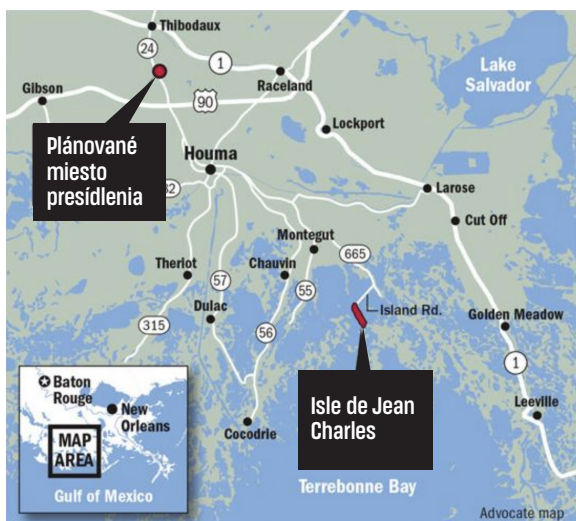 Thibodaux
24
1
Lake
Salvador
Gibson
Raceland
90
Lockport
Plánované
miesto
presídlenia
Houma
Larose
Cut Off
Montegut
665
Theriot
57
Chauvin
55
Island Rd.
Dulac
315
56
Golden Meadow
1
Isle de Jean
Charles
Leeville
Cocodrie
Baton
Rouge
New
Orleans
MAP
AREA
Gulf of Mexico
Terrebonne Bay
Advocate map